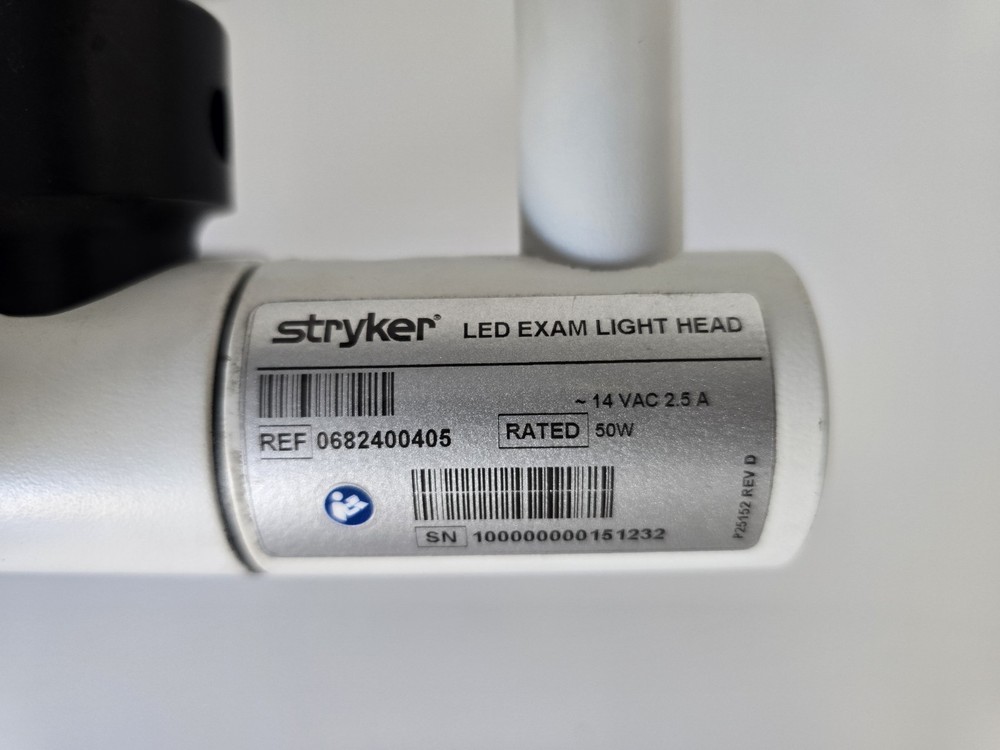 stryker® LED EXAM LIGHT HEAD
~ 14 VAC 2.5 A
REF 0682400405 RATED 50W
SN 100000000151232
P25152 REV D